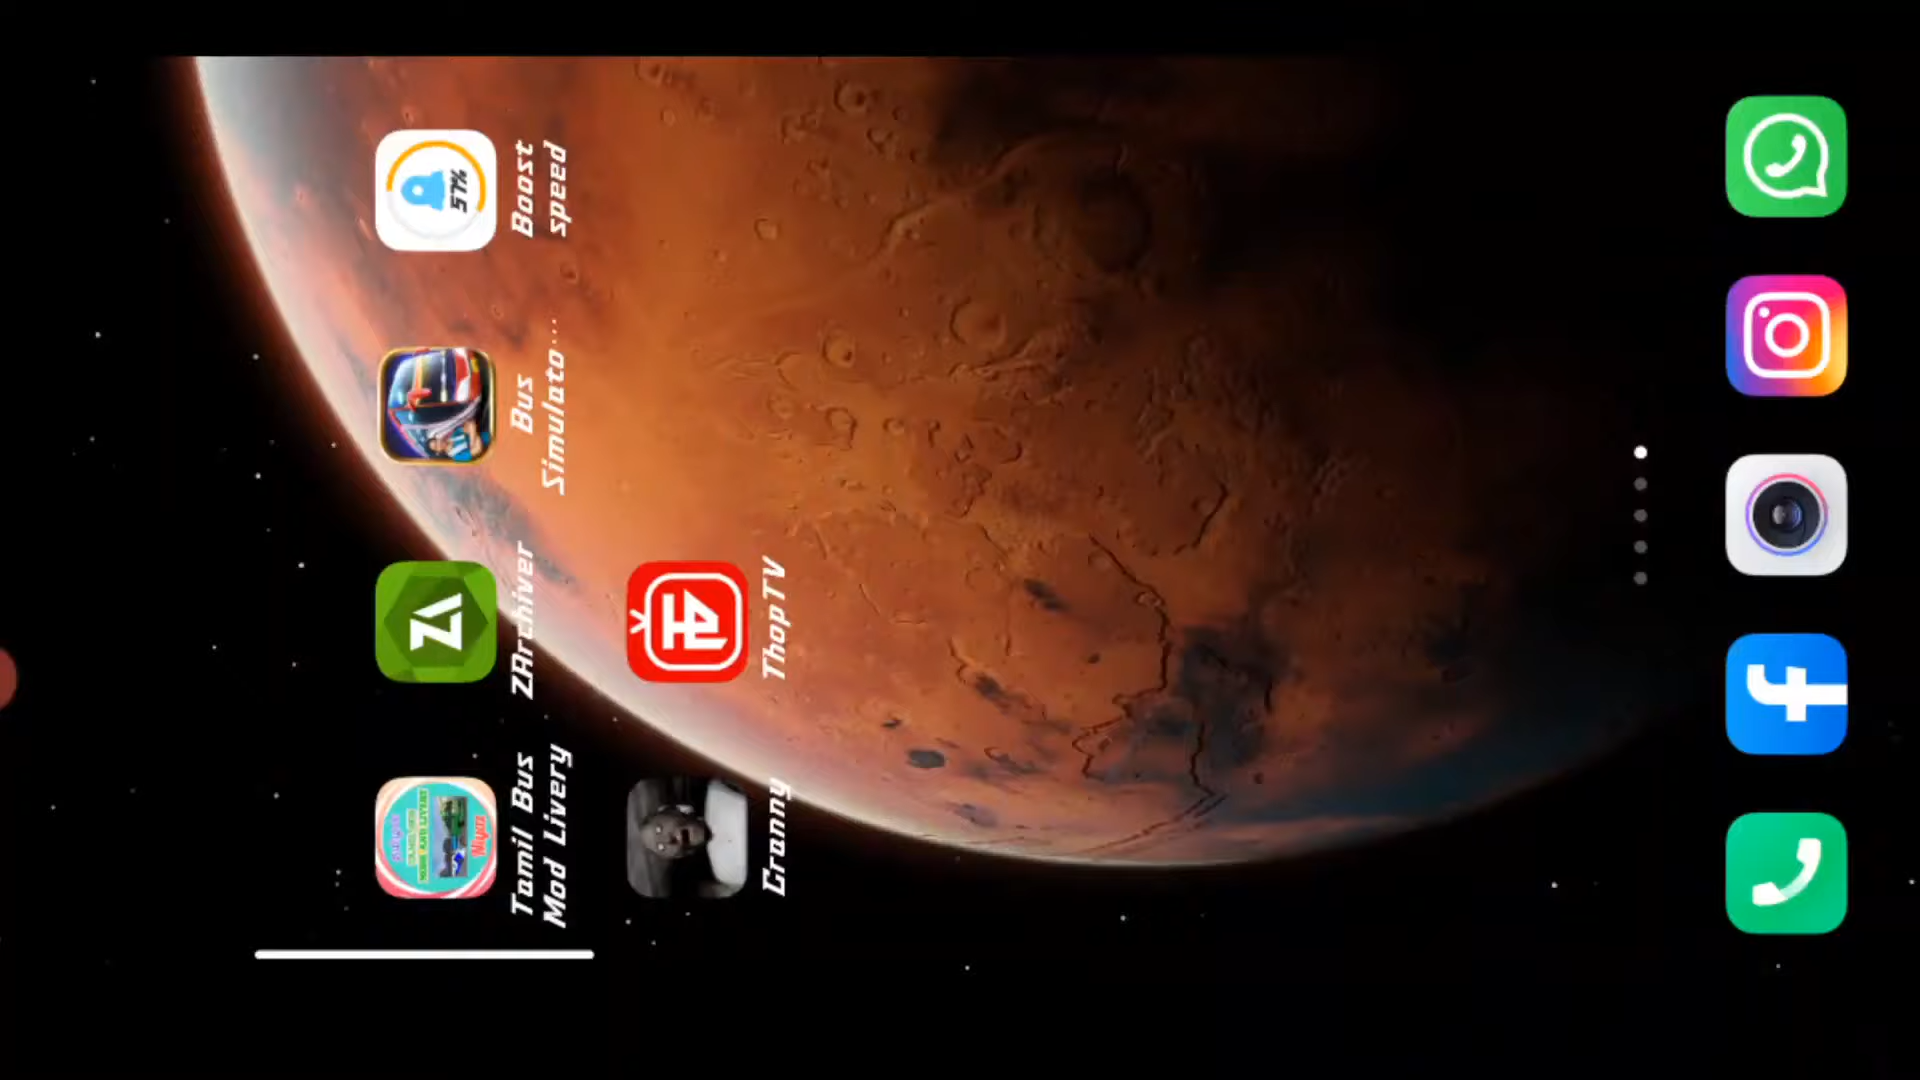 Tamil Bus
Mod Livery
ZArchiver
Bus
Simulato...
57%
Boost
speed
Granny
ThopTV